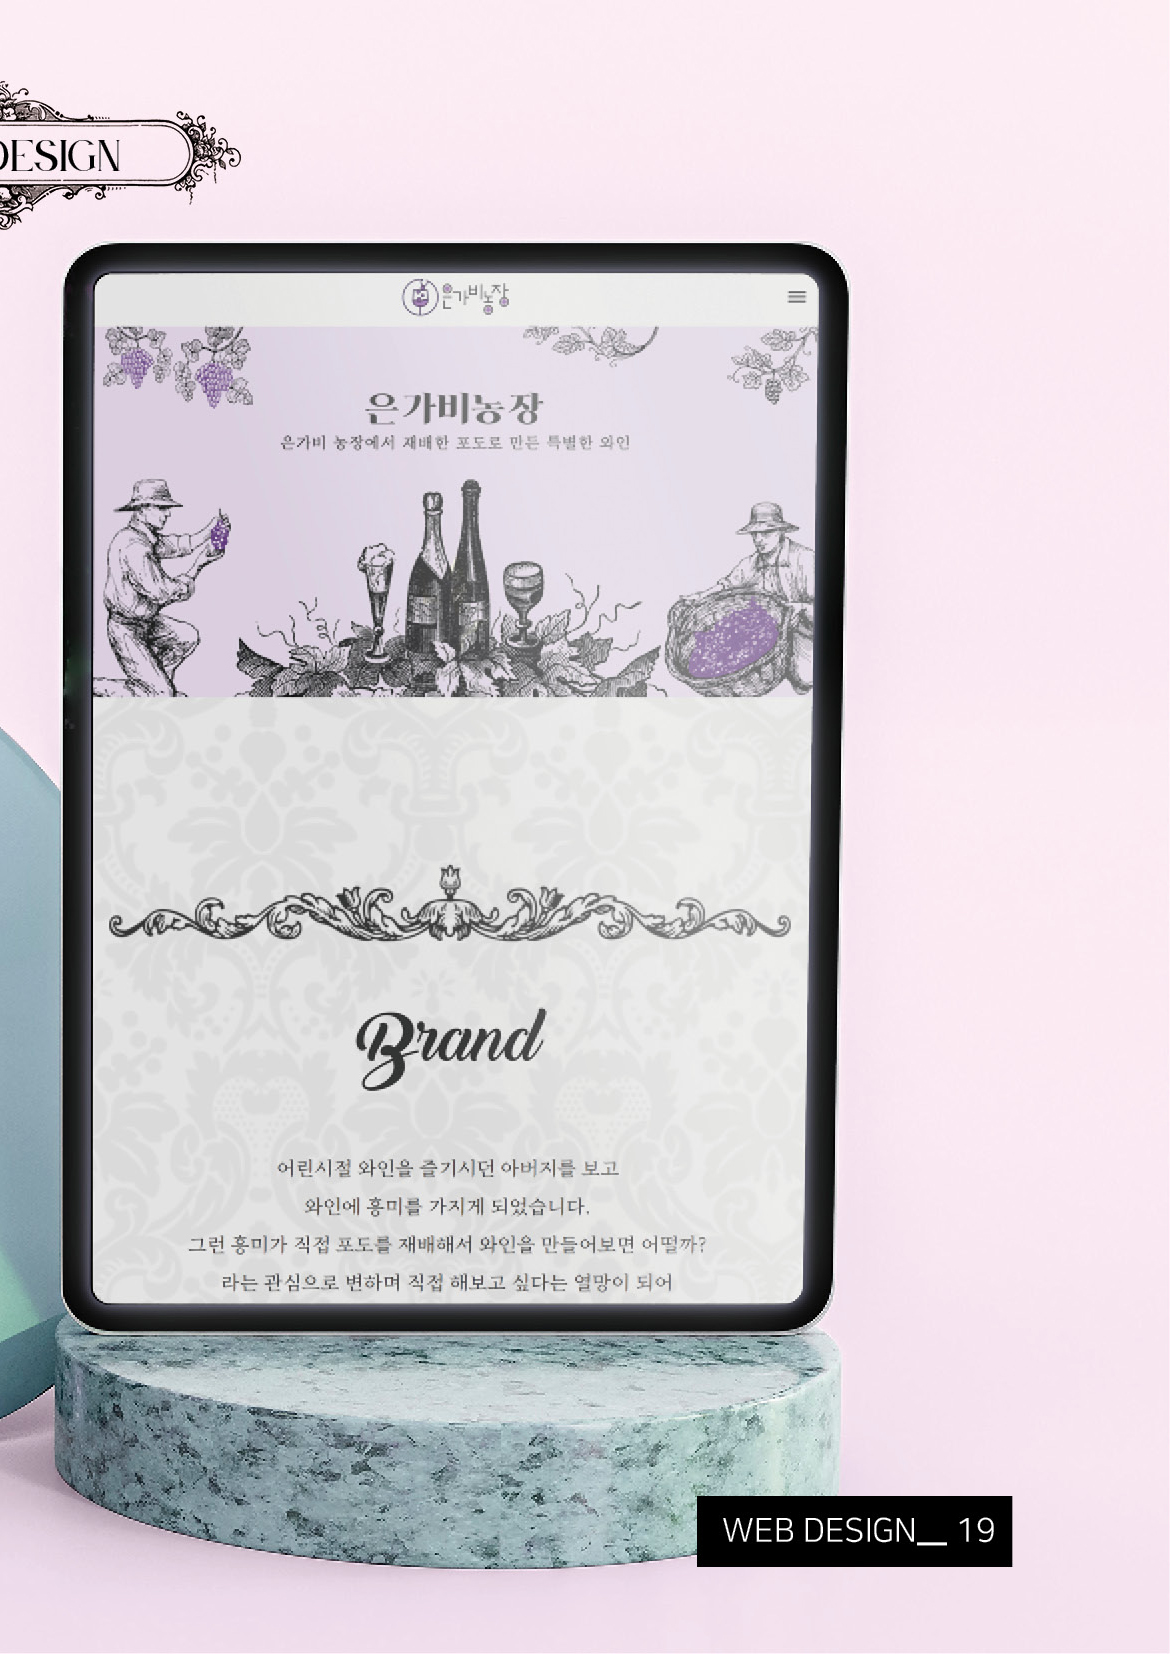 DESIGN
은가비농장
은가비농장
은가비 농장에서 재배한 포도로 만든 특별한 와인
Brand
어린시절 와인을 즐기시던 아버지를 보고
와인에 흥미를 가지게 되었습니다.
그런 흥미가 직접 포도를 재배해서 와인을 만들어보면 어떨까?
라는 관심으로 변하며 직접 해보고 싶다는 열망이 되어
WEB DESIGN__ 19